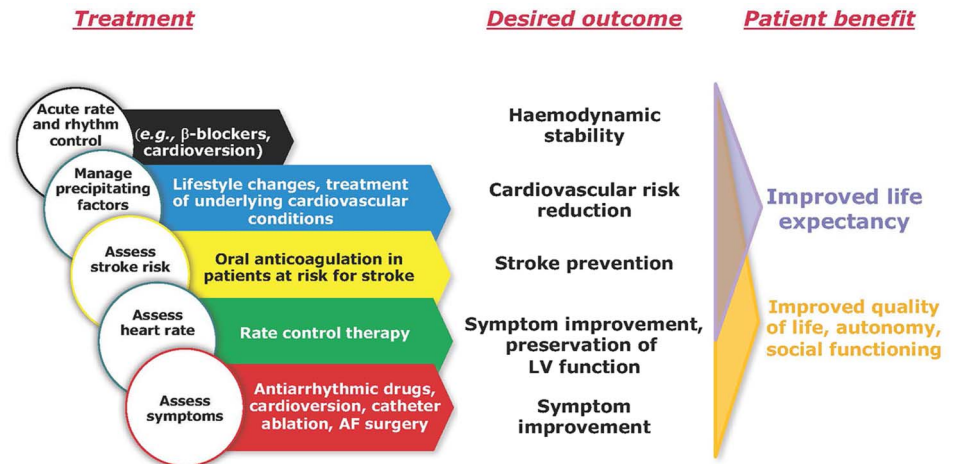 Treatment
Desired outcome
Patient benefit
Acute rate
and rhythm
control
(e.g., β-blockers,
cardioversion)
Haemodynamic
stability
Manage
precipitating
factors
Lifestyle changes, treatment
of underlying cardiovascular
conditions
Cardiovascular risk
reduction
Improved life
expectancy
Assess
stroke risk
Oral anticoagulation in
patients at risk for stroke
Stroke prevention
Assess
heart rate
Rate control therapy
Symptom improvement,
preservation of
LV function
Improved quality
of life, autonomy,
social functioning
Assess
symptoms
Antiarrhythmic drugs,
cardioversion, catheter
ablation, AF surgery
Symptom
improvement